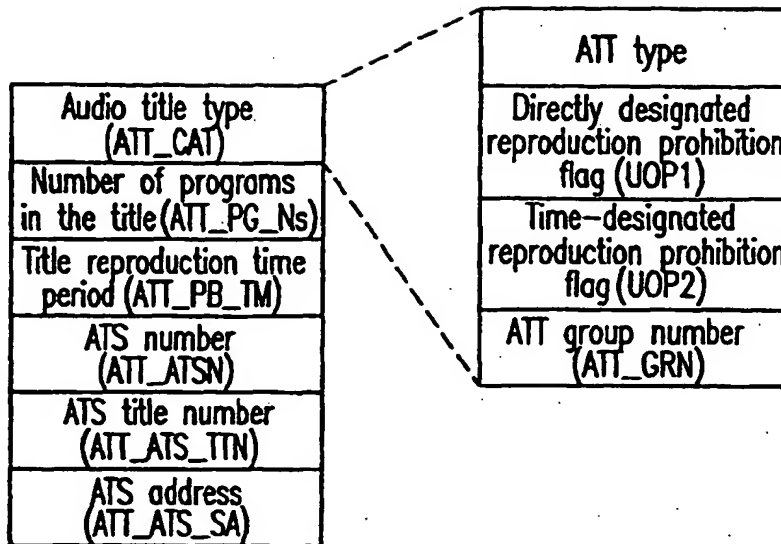 Audio title type
(ATT_CAT)
Number of programs
in the title (ATT_PG_Ns)
Title reproduction time
period (ATT_PB_TM)
ATS number
(ATT_ATSN)
ATS title number
(ATT_ATS_TTN)
ATS address
(ATT_ATS_SA)
ATT type
Directly designated
reproduction prohibition
flag (UOP1)
Time-designated
reproduction prohibition
flag (UOP2)
ATT group number
(ATT_GRN)